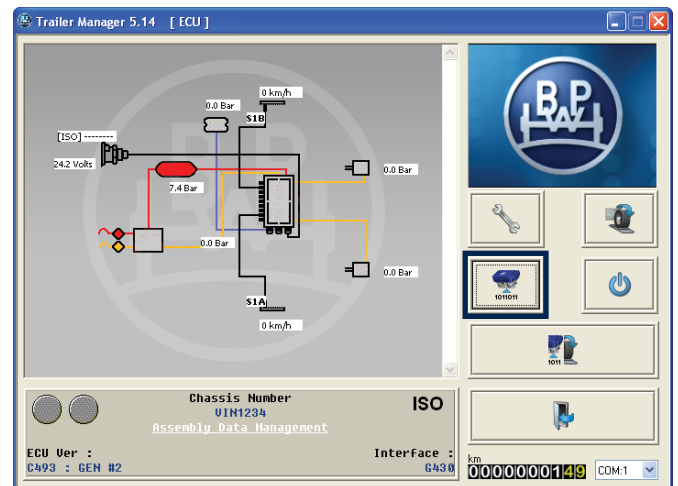 Trailer Manager 5.14 [ ECU ]
0 km/h
0.0 Bar
S1B
[ISO] --------
24.2 Volts
0.0 Bar
7.4 Bar
0.0 Bar
0.0 Bar
S1A
0 km/h
BPW
1011011
1011
Chassis Number
VIN1234
Assembly Data Management
ISO
ECU Ver :
C493 : GEN #2
Interface :
G430
km
0000000149
COM:1